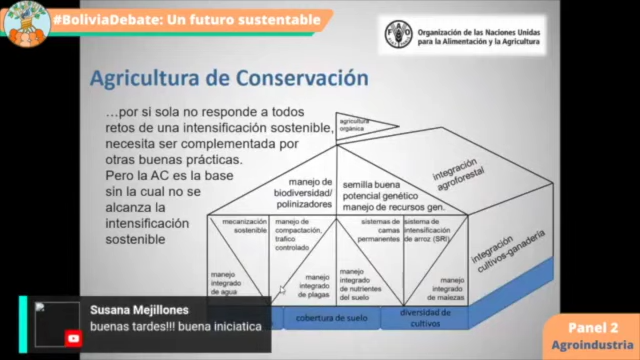 #BoliviaDebate: Un futuro sustentable
FAO
Organización de las Naciones Unidas
para la Alimentación y la Agricultura
Agricultura de Conservación
…por si sola no responde a todos
retos de una intensificación sostenible,
necesita ser complementada por
otras buenas prácticas.
Pero la AC es la base
sin la cual no se
alcanza la
intensificación
sostenible
agricultura
orgánica
integración
agroforestal
manejo de
biodiversidad/
polinizadores
semilla buena
potencial genético
manejo de recursos gen.
mecanización
sostenible
manejo de
compactación,
trafico
controlado
sistemas de
camas
permanentes
sistema de
intensificación
de arroz (SRI)
integración
cultivos-ganadería
manejo
integrado
de agua
manejo
integrado
de plagas
manejo
integrado
de nutrientes
del suelo
manejo
integrado
de malezas
cobertura de suelo
diversidad de
cultivos
Susana Mejillones
buenas tardes!!! buena iniciatica
Panel 2
Agroindustria